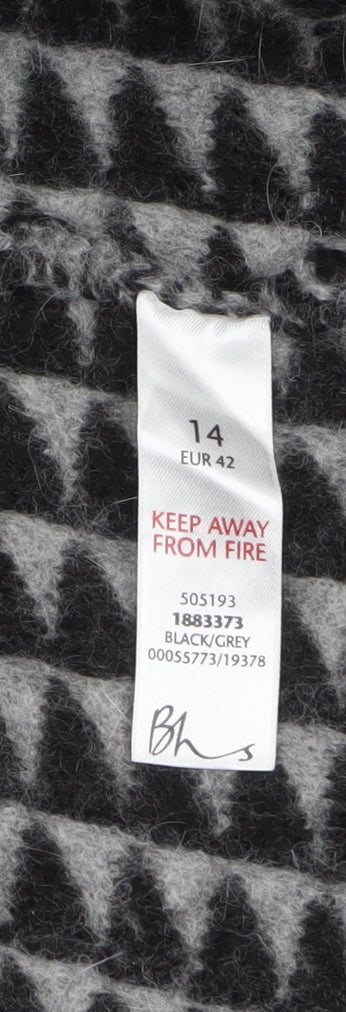 14
EUR 42
KEEP AWAY
FROM FIRE
505193
1883373
BLACK/GREY
00055773/19378
Bhs